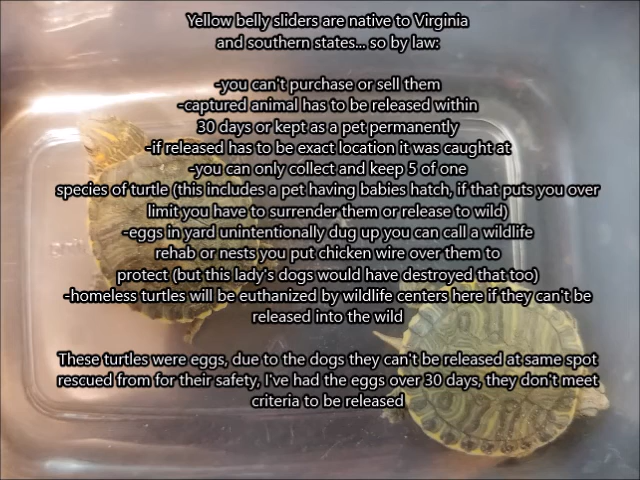 Yellow belly sliders are native to Virginia
and southern states... so by law:
-you can't purchase or sell them
-captured animal has to be released within
30 days or kept as a pet permanently
-if released has to be exact location it was caught at
-you can only collect and keep 5 of one
species of turtle (this includes a pet having babies hatch, if that puts you over
limit you have to surrender them or release to wild)
-eggs in yard unintentionally dug up you can call a wildlife
rehab or nests you put chicken wire over them to
protect (but this lady's dogs would have destroyed that too)
-homeless turtles will be euthanized by wildlife centers here if they can't be
released into the wild
These turtles were eggs, due to the dogs they can't be released at same spot
rescued from for their safety, I've had the eggs over 30 days, they don't meet
criteria to be released